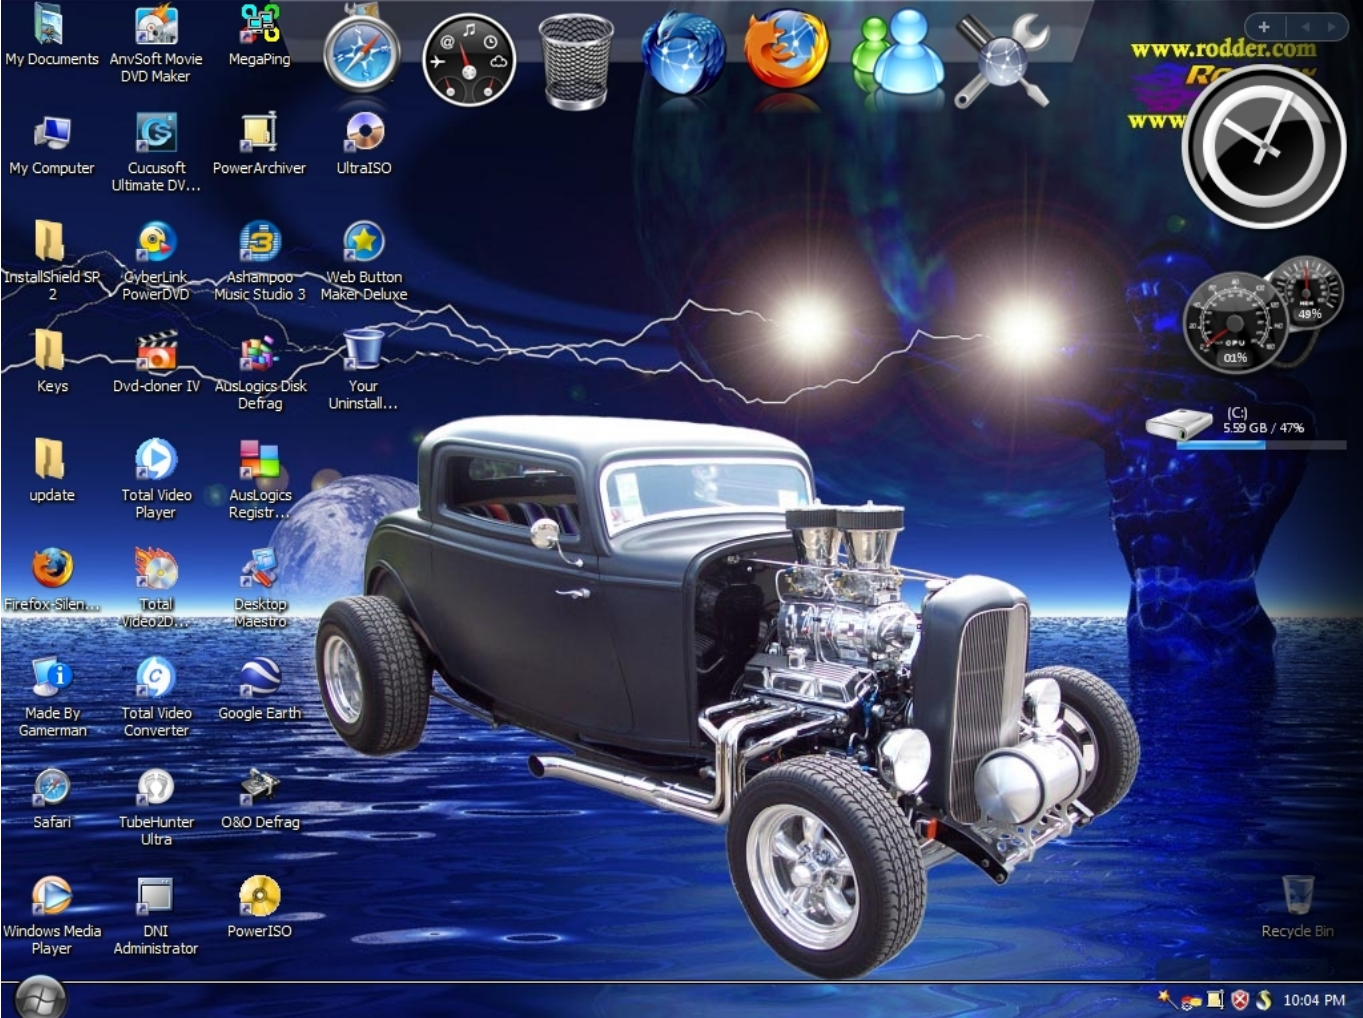 My Documents
AnvSoft Movie
DVD Maker
MegaPing
www.rodder.com
www
My Computer
Cucusoft
Ultimate DV...
PowerArchiver
UltraISO
InstallShield SP
2
CyberLink
PowerDVD
Ashampoo
Music Studio 3
Web Button
Maker Deluxe
MEM
49%
CPU
01%
Keys
Dvd-cloner IV
AusLogics Disk
Defrag
Your
Uninstall...
(C:)
5.59 GB / 47%
update
Total Video
Player
AusLogics
Registr...
Firefox-Silen...
Total
Video2D...
Desktop
Maestro
Made By
Gamerman
Total Video
Converter
Google Earth
Safari
TubeHunter
Ultra
O&O Defrag
Windows Media
Player
DNI
Administrator
PowerISO
Recycle Bin
10:04 PM